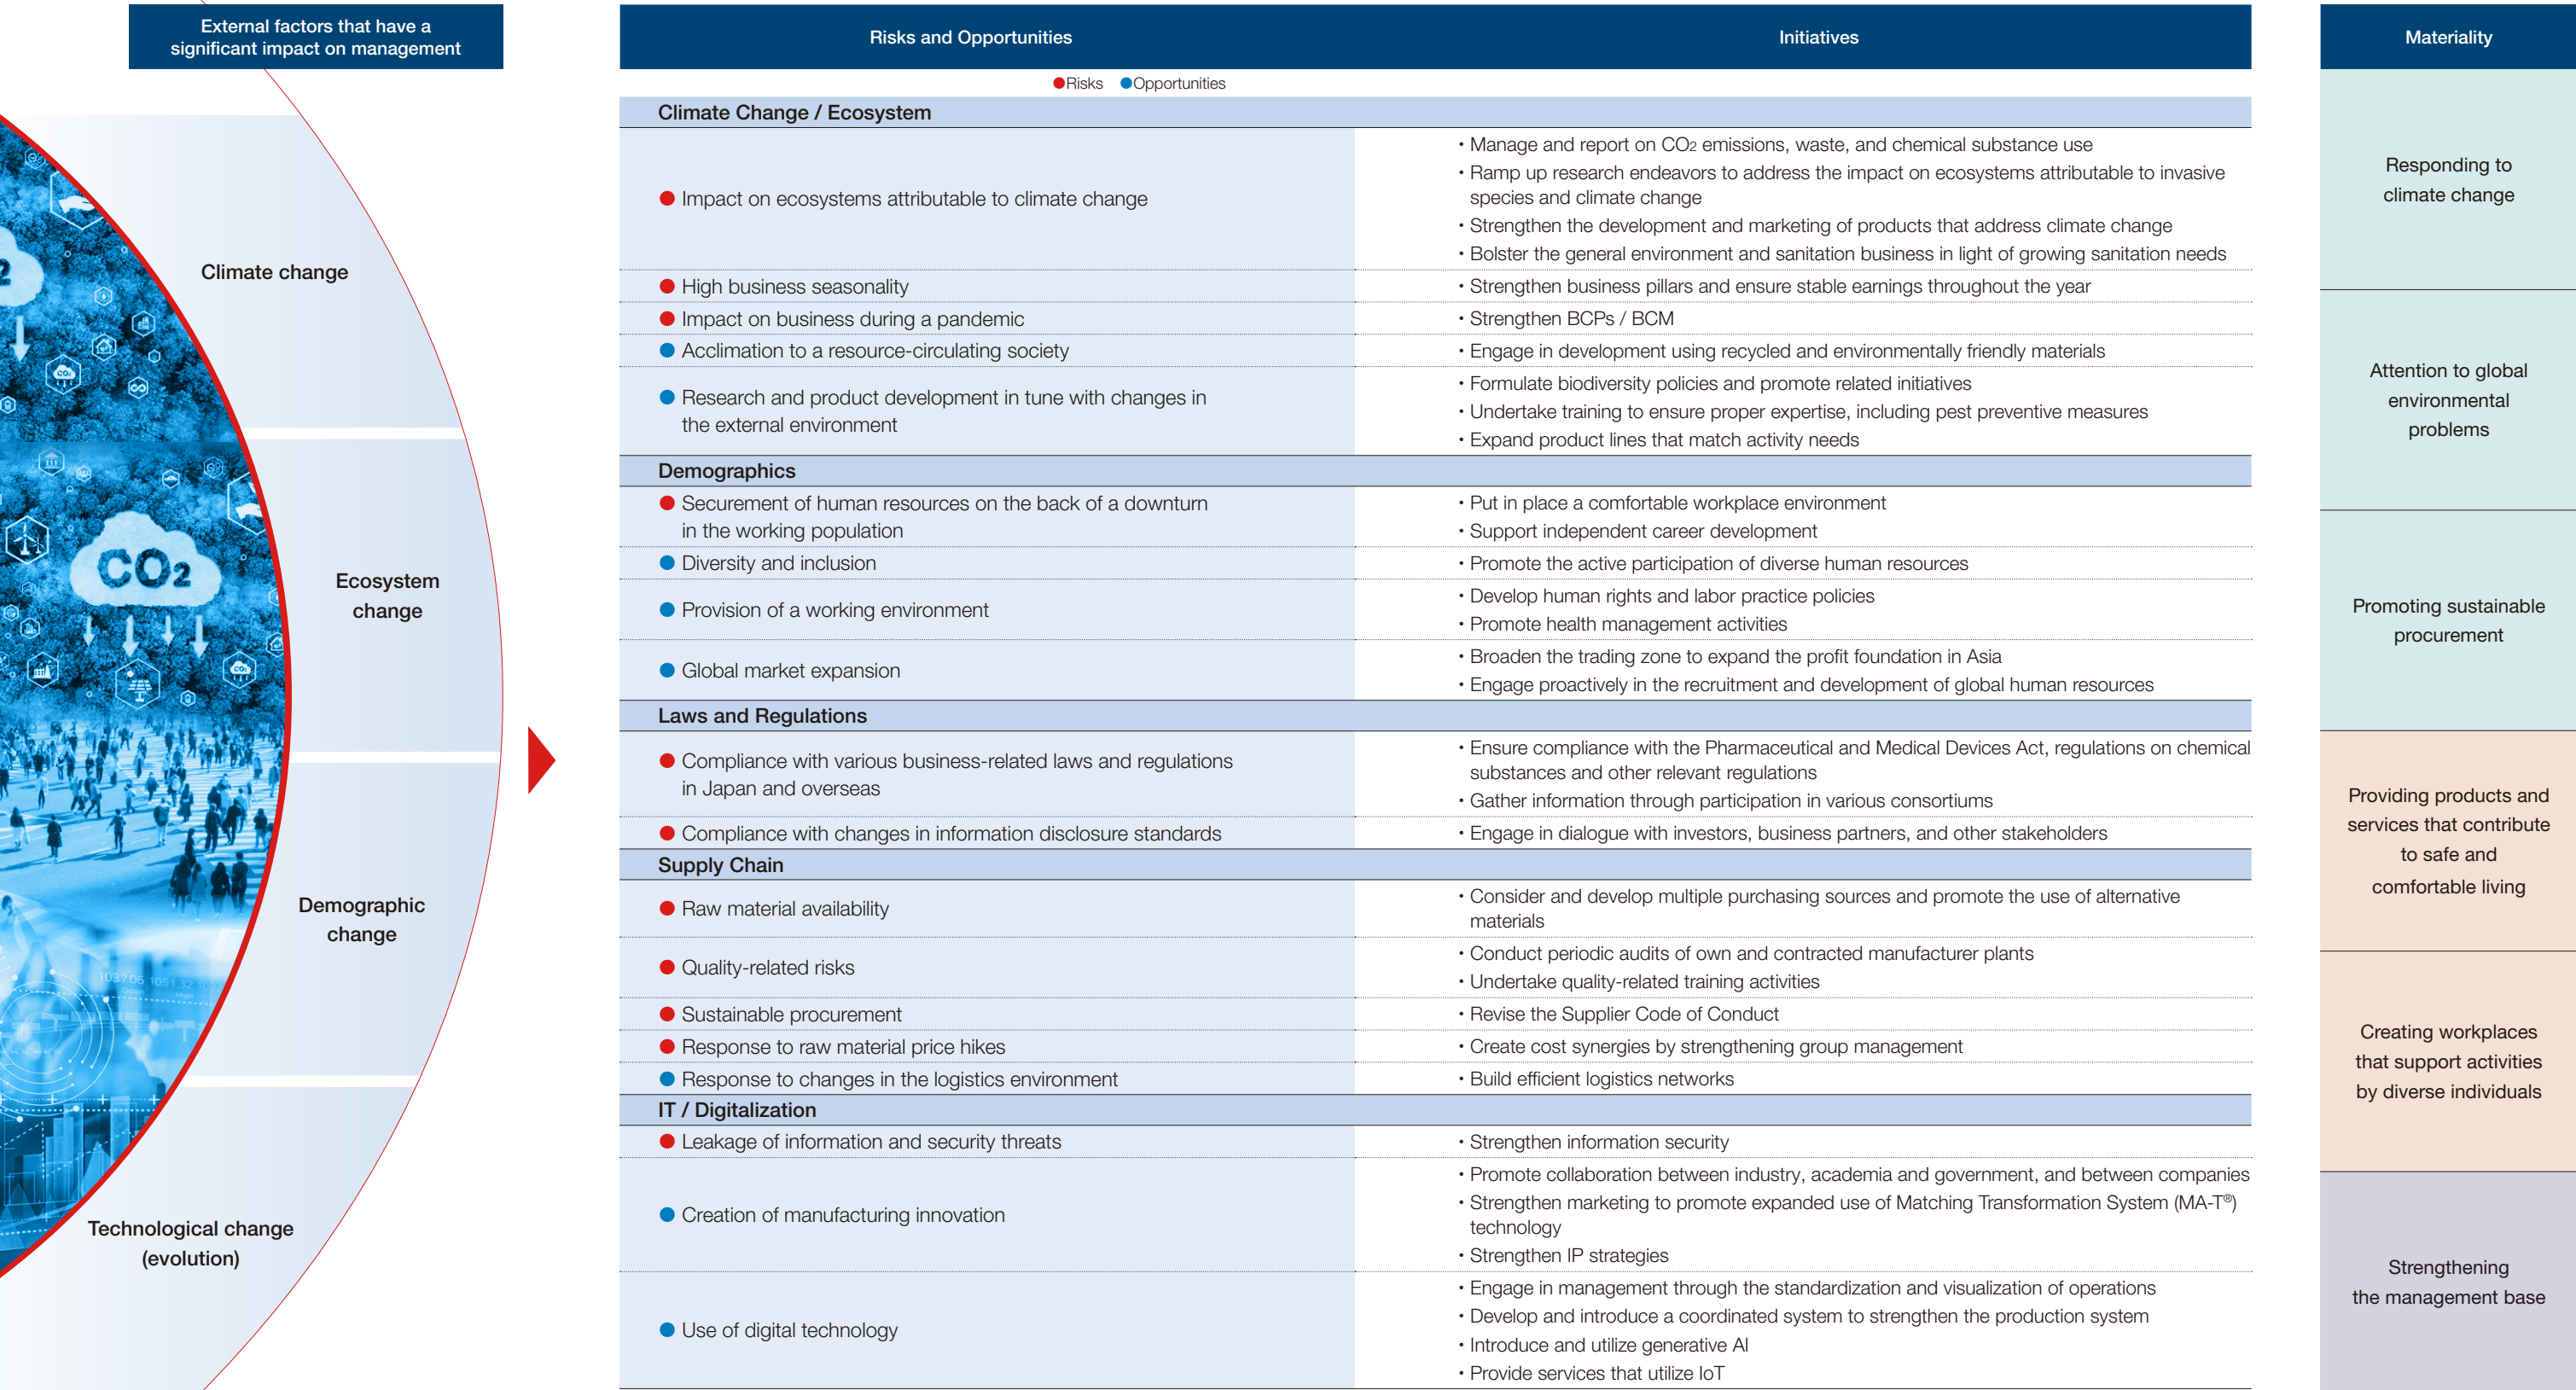 External factors that have a
significant impact on management
Climate change
Ecosystem
change
Demographic
change
Technological change
(evolution)
CO2
1037.06 1051.32
Open High
Risks and Opportunities
Initiatives
●Risks ●Opportunities
Climate Change / Ecosystem
● Impact on ecosystems attributable to climate change
・Manage and report on CO2 emissions, waste, and chemical substance use
・Ramp up research endeavors to address the impact on ecosystems attributable to invasive
species and climate change
・Strengthen the development and marketing of products that address climate change
・Bolster the general environment and sanitation business in light of growing sanitation needs
● High business seasonality
・Strengthen business pillars and ensure stable earnings throughout the year
● Impact on business during a pandemic
・Strengthen BCPs / BCM
● Acclimation to a resource-circulating society
・Engage in development using recycled and environmentally friendly materials
● Research and product development in tune with changes in
the external environment
・Formulate biodiversity policies and promote related initiatives
・Undertake training to ensure proper expertise, including pest preventive measures
・Expand product lines that match activity needs
Demographics
● Securement of human resources on the back of a downturn
in the working population
・Put in place a comfortable workplace environment
・Support independent career development
● Diversity and inclusion
・Promote the active participation of diverse human resources
● Provision of a working environment
・Develop human rights and labor practice policies
・Promote health management activities
● Global market expansion
・Broaden the trading zone to expand the profit foundation in Asia
・Engage proactively in the recruitment and development of global human resources
Laws and Regulations
● Compliance with various business-related laws and regulations
in Japan and overseas
・Ensure compliance with the Pharmaceutical and Medical Devices Act, regulations on chemical
substances and other relevant regulations
・Gather information through participation in various consortiums
● Compliance with changes in information disclosure standards
・Engage in dialogue with investors, business partners, and other stakeholders
Supply Chain
● Raw material availability
・Consider and develop multiple purchasing sources and promote the use of alternative
materials
● Quality-related risks
・Conduct periodic audits of own and contracted manufacturer plants
・Undertake quality-related training activities
● Sustainable procurement
・Revise the Supplier Code of Conduct
● Response to raw material price hikes
・Create cost synergies by strengthening group management
● Response to changes in the logistics environment
・Build efficient logistics networks
IT / Digitalization
● Leakage of information and security threats
・Strengthen information security
● Creation of manufacturing innovation
・Promote collaboration between industry, academia and government, and between companies
・Strengthen marketing to promote expanded use of Matching Transformation System (MA-T®)
technology
・Strengthen IP strategies
● Use of digital technology
・Engage in management through the standardization and visualization of operations
・Develop and introduce a coordinated system to strengthen the production system
・Introduce and utilize generative AI
・Provide services that utilize IoT
Materiality
Responding to
climate change
Attention to global
environmental
problems
Promoting sustainable
procurement
Providing products and
services that contribute
to safe and
comfortable living
Creating workplaces
that support activities
by diverse individuals
Strengthening
the management base